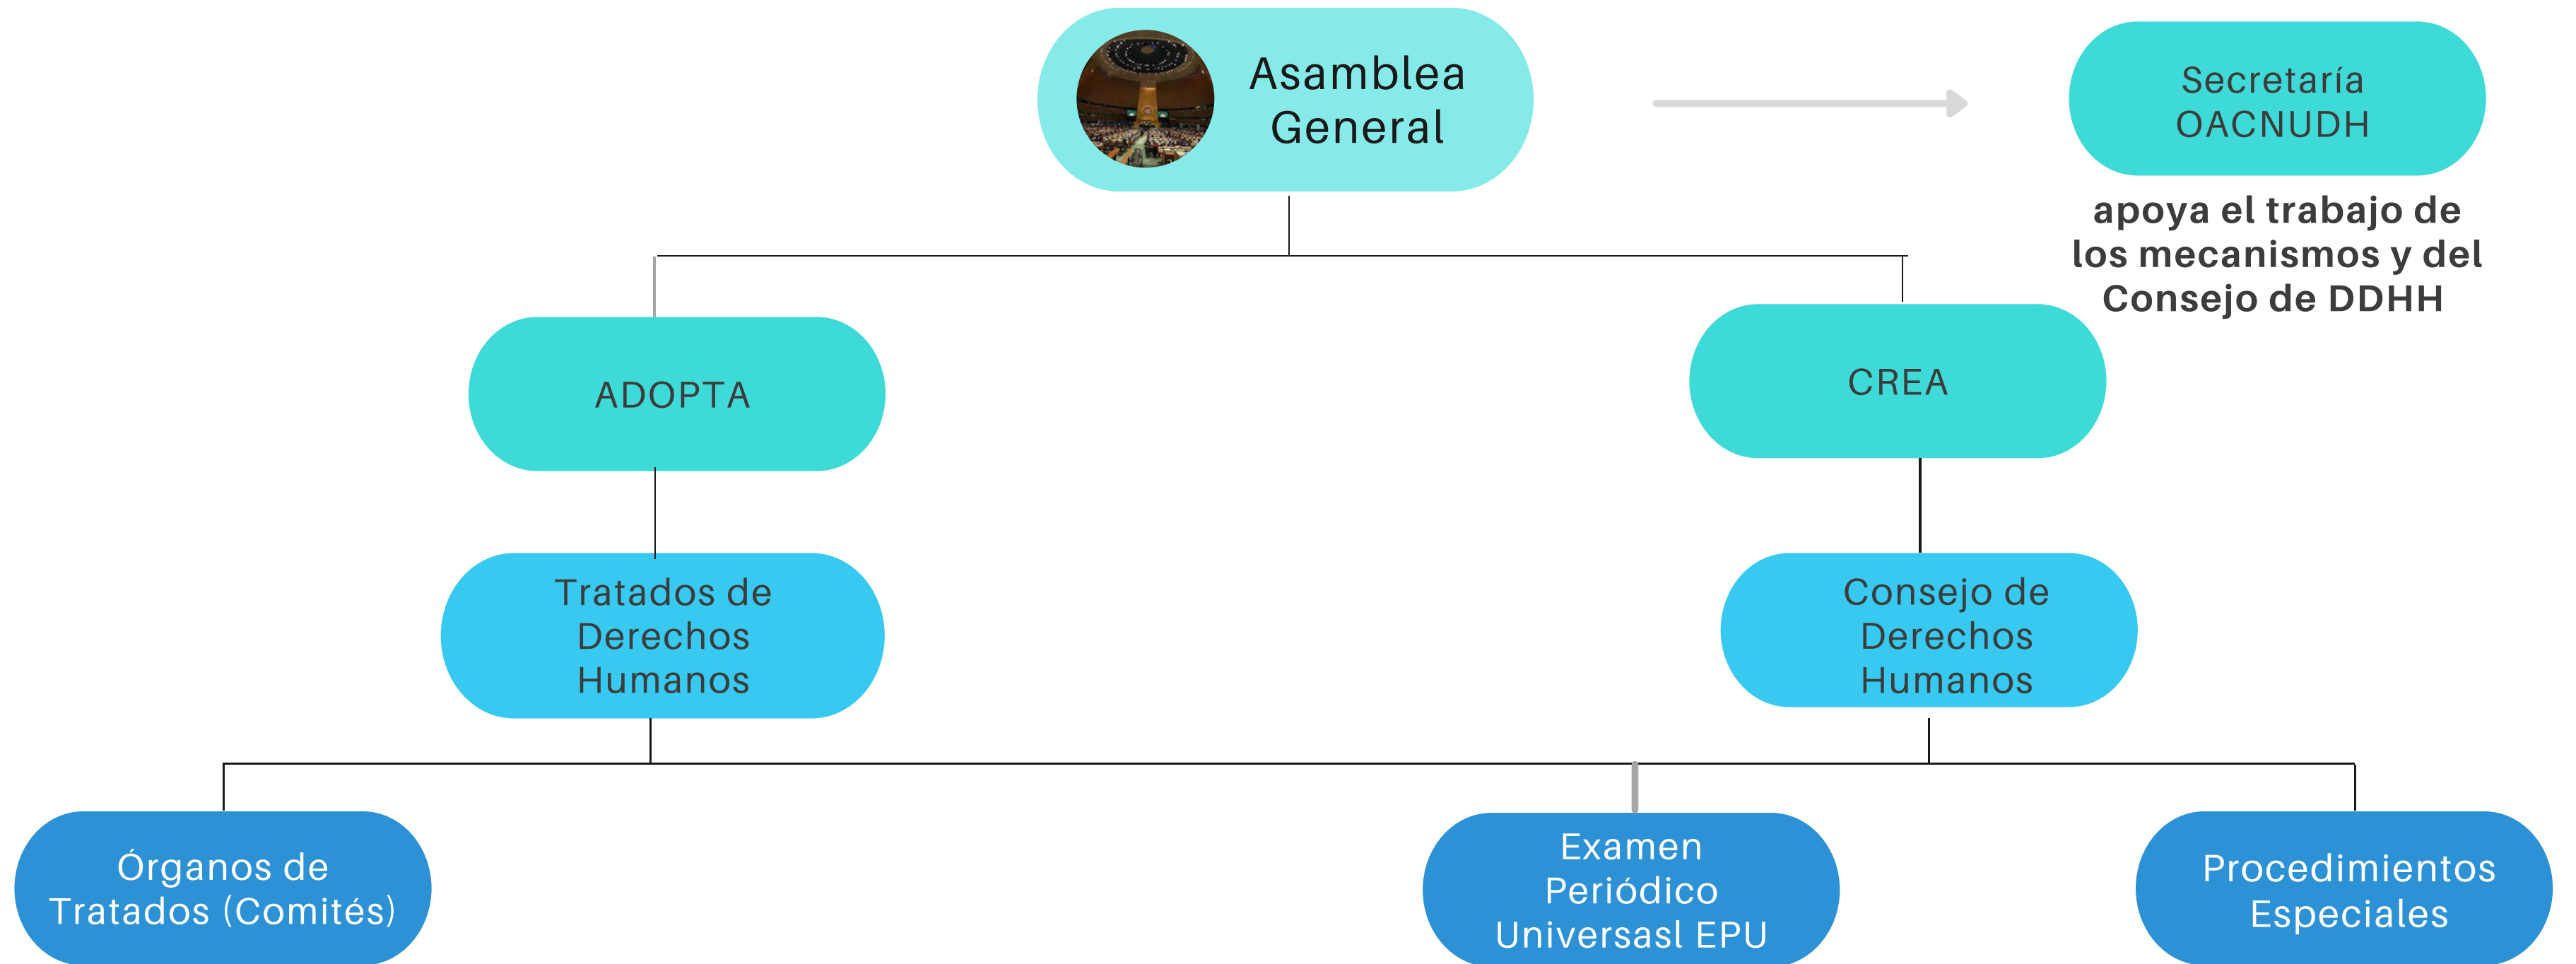 Asamblea
General
Secretaría
OACNUDH
apoya el trabajo de
los mecanismos y del
Consejo de DDHH
ADOPTA
CREA
Tratados de
Derechos
Humanos
Consejo de
Derechos
Humanos
Órganos de
Tratados (Comités)
Examen
Periódico
Universasl EPU
Procedimientos
Especiales